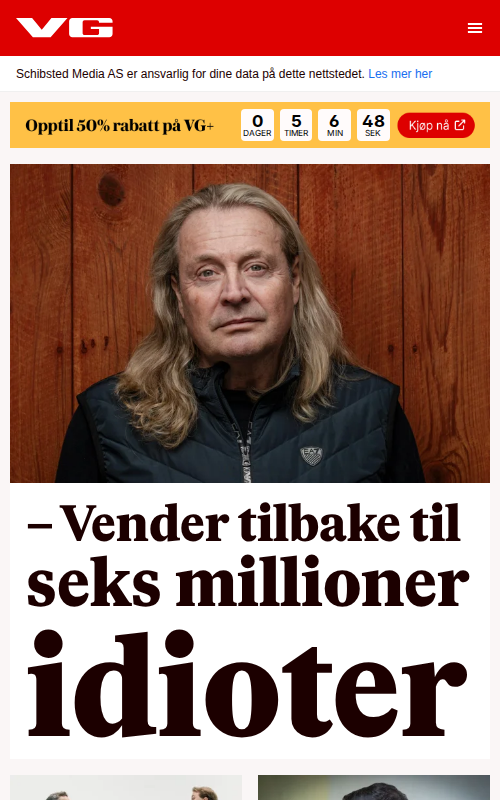 VG
Schibsted Media AS er ansvarlig for dine data på dette nettstedet. Les mer her
Opptil 50% rabatt på VG+
0 5 6 48
DAGER TIMER MIN SEK
Kjøp nå
EA7
– Vender tilbake til
seks millioner
idioter